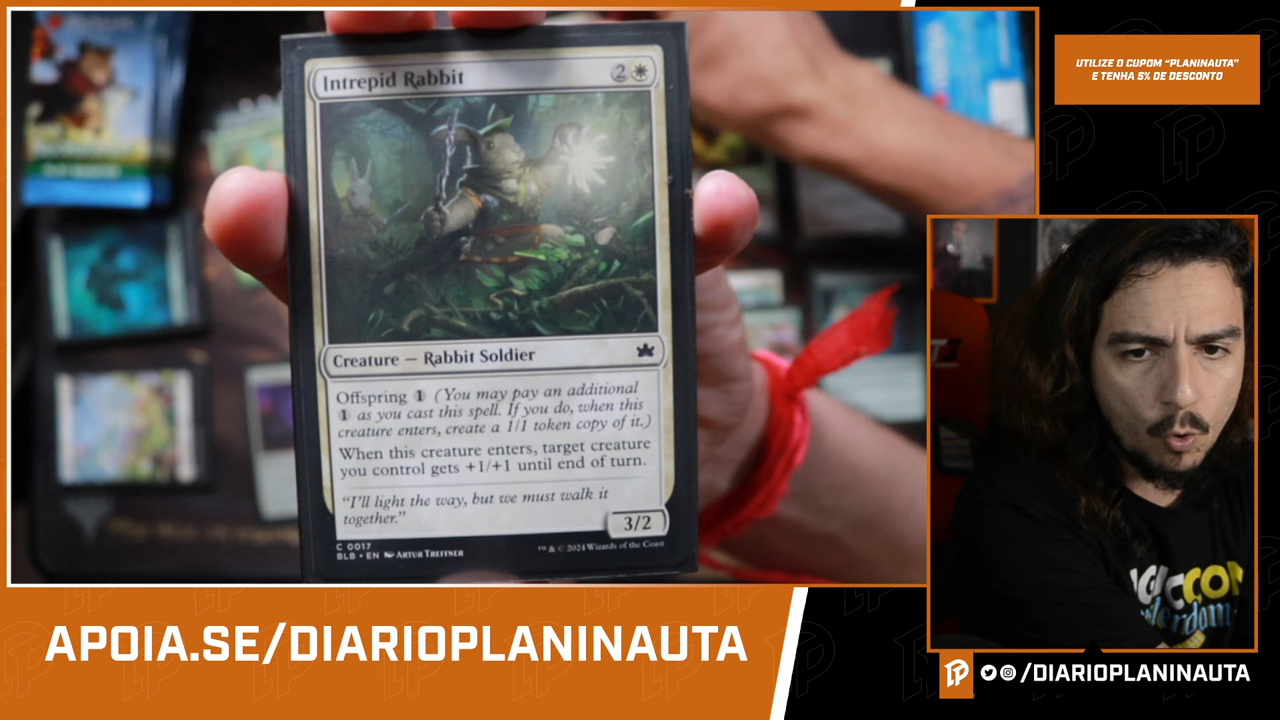 Intrepid Rabbit 2
Creature — Rabbit Soldier
Offspring 1 (You may pay an additional
1 as you cast this spell. If you do, when this
creature enters, create a 1/1 token copy of it.)
When this creature enters, target creature
you control gets +1/+1 until end of turn.
“I'll light the way, but we must walk it
together.”
3/2
C 0017
BLB • EN ARTUR TREFFNER
™ & © 2024 Wizards of the Coast
UTILIZE O CUPOM “PLANINAUTA”
E TENHA 5% DE DESCONTO
APOIA.SE/DIARIOPLANINAUTA
/DIARIOPLANINAUTA